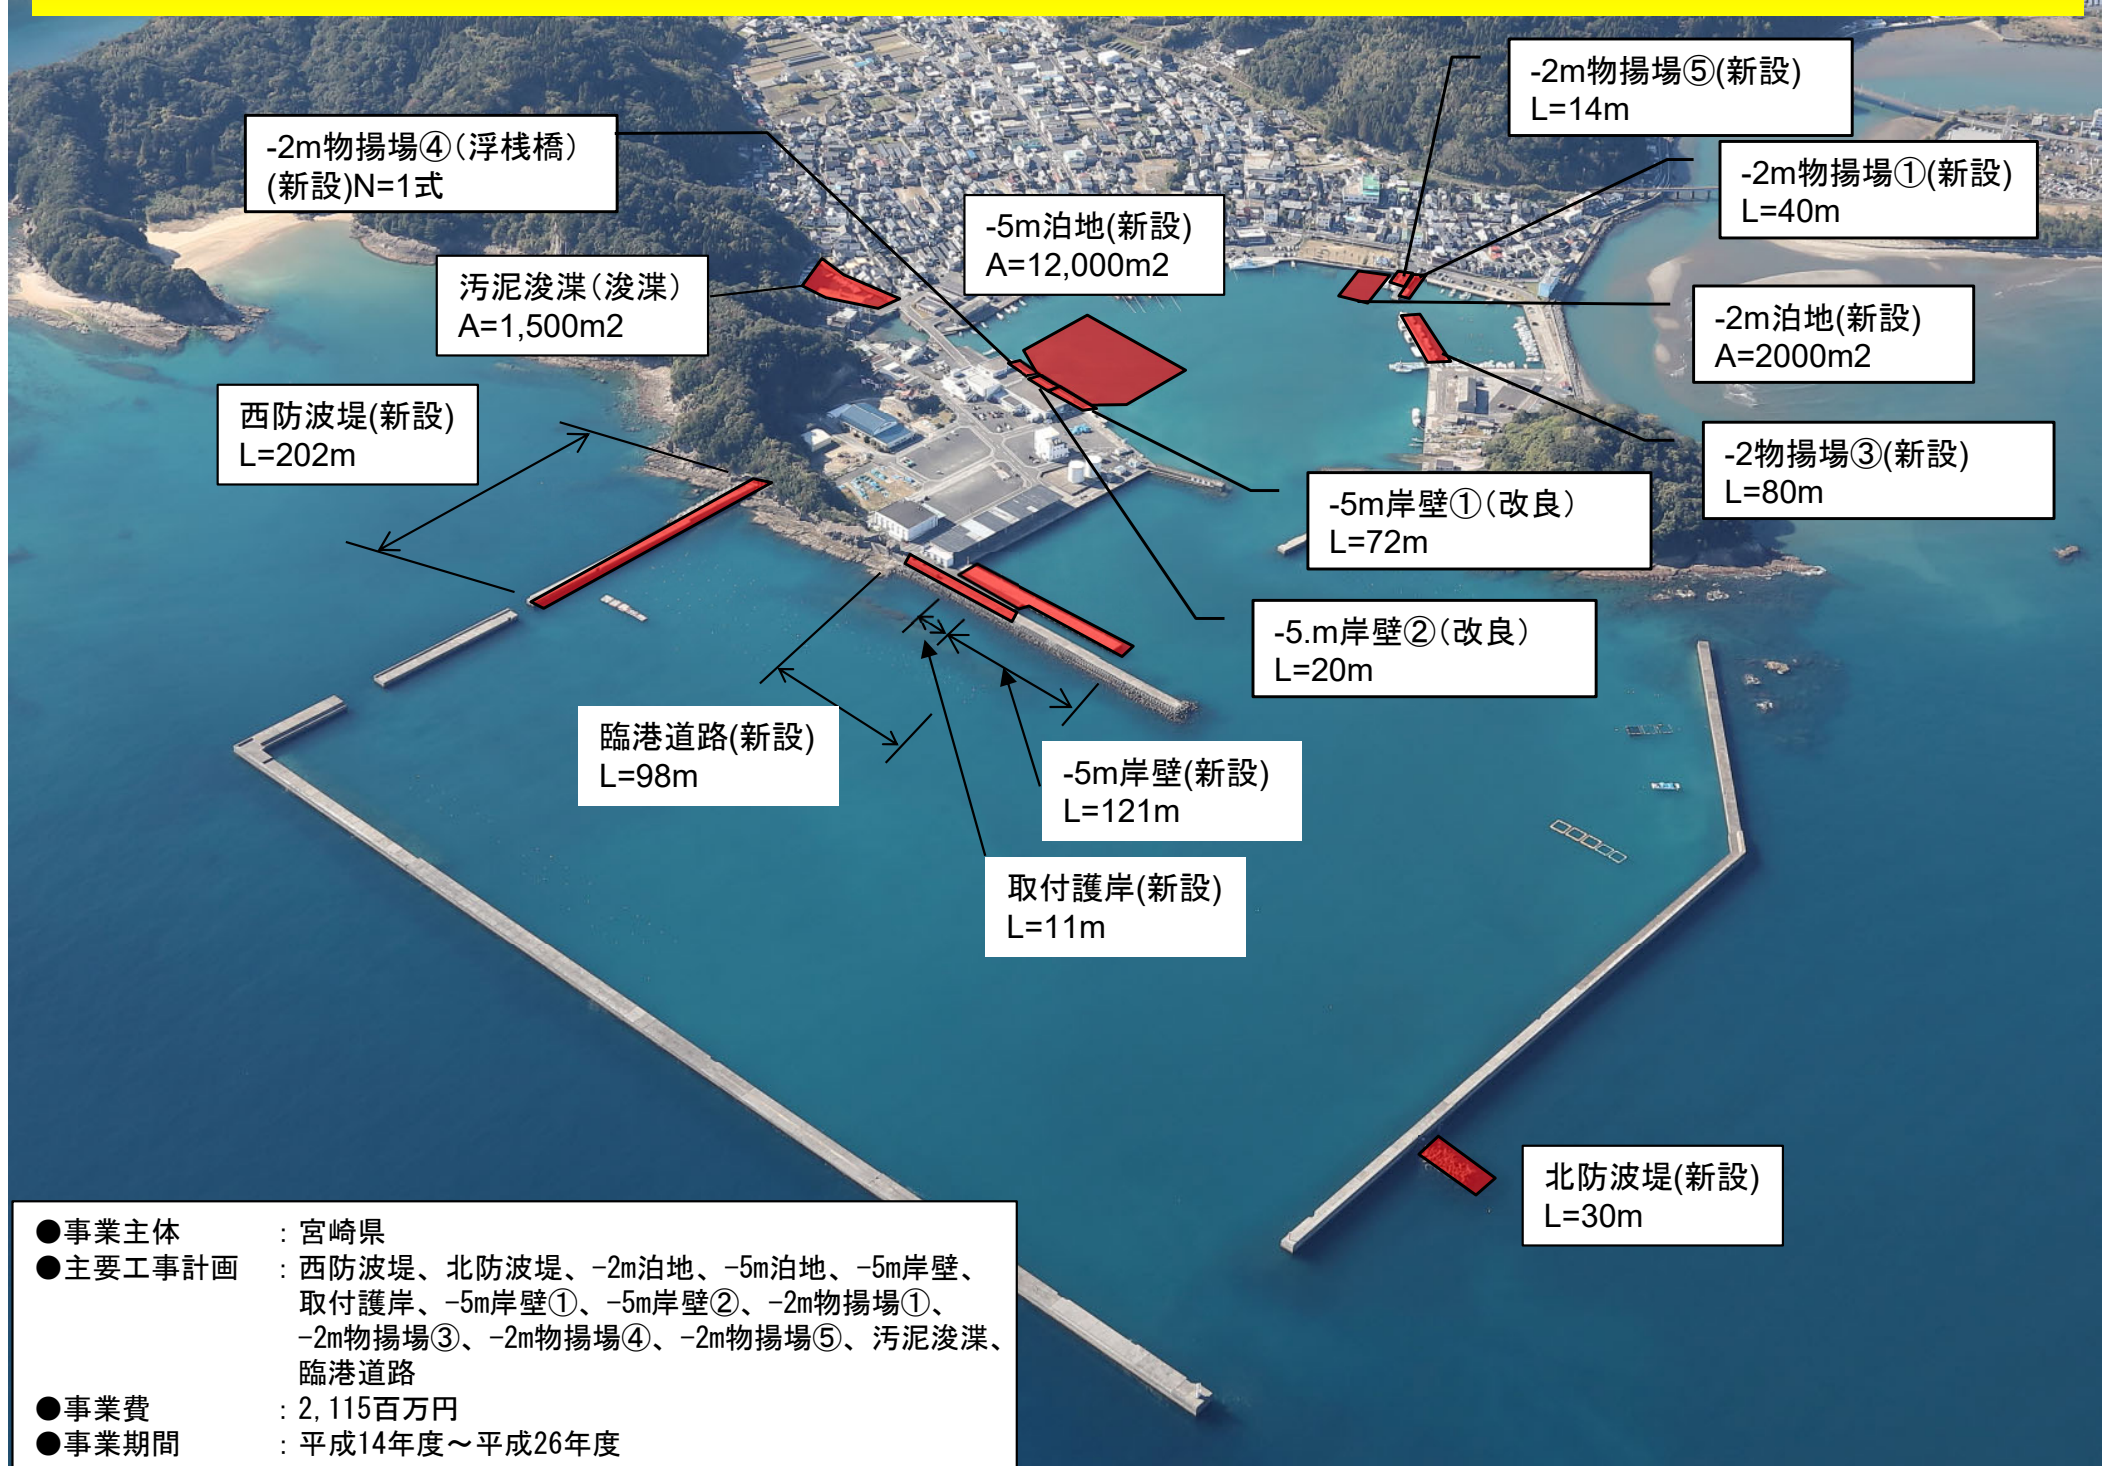 -2m物揚場⑤(新設)
L=14m
-2m物揚場④(浮桟橋)
(新設)N=1式
-2m物揚場①(新設)
L=40m
-5m泊地(新設)
A=12,000m2
汚泥浚渫(浚渫)
A=1,500m2
-2m泊地(新設)
A=2000m2
西防波堤(新設)
L=202m
-2物揚場③(新設)
L=80m
-5m岸壁①(改良)
L=72m
-5.m岸壁②(改良)
L=20m
臨港道路(新設)
L=98m
-5m岸壁(新設)
L=121m
取付護岸(新設)
L=11m
北防波堤(新設)
L=30m
●事業主体 : 宮崎県
●主要工事計画 : 西防波堤、北防波堤、-2m泊地、-5m泊地、-5m岸壁、
取付護岸、-5m岸壁①、-5m岸壁②、-2m物揚場①、
-2m物揚場③、-2m物揚場④、-2m物揚場⑤、汚泥浚渫、
臨港道路
●事業費 : 2,115百万円
●事業期間 : 平成14年度～平成26年度